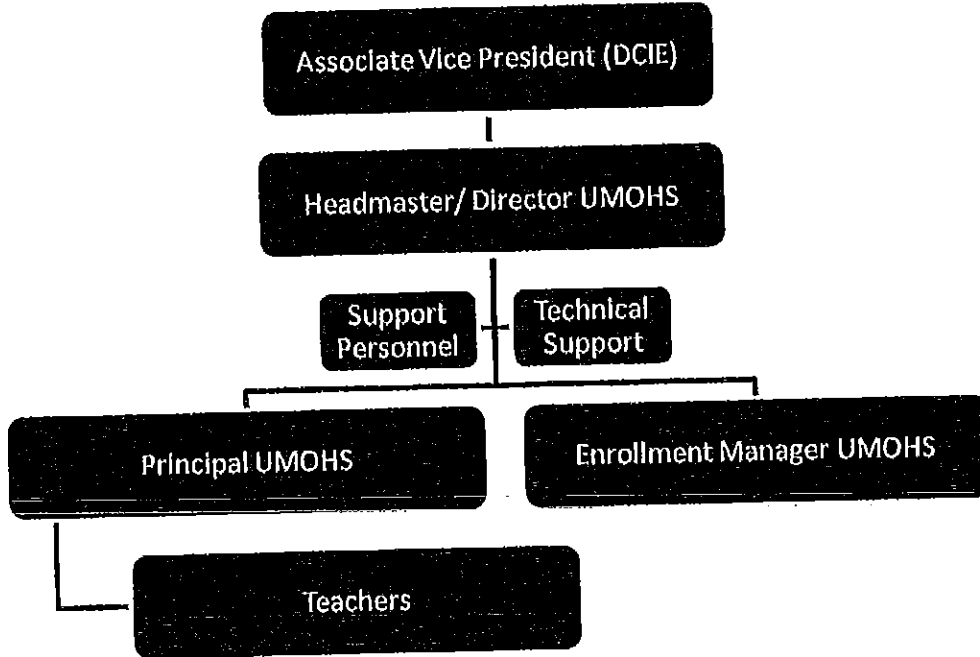 Associate Vice President (DCIE)
Headmaster/ Director UMOHS
Support
Personnel
Technical
Support
Principal UMOHS
Enrollment Manager UMOHS
Teachers